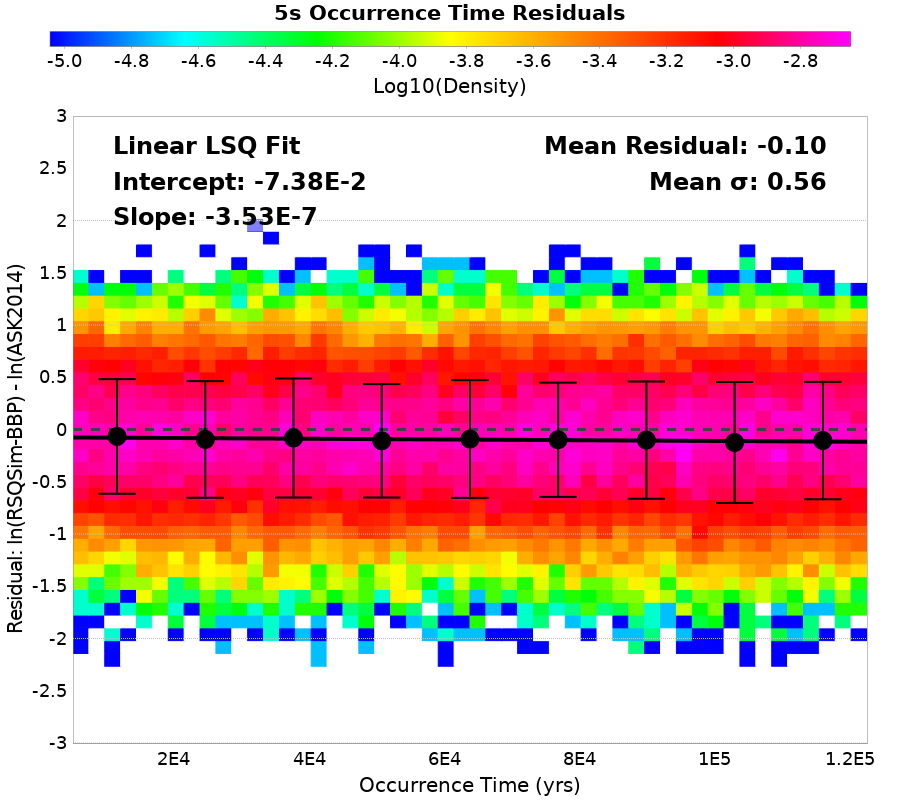 5s Occurrence Time Residuals
-5.0 -4.8 -4.6 -4.4 -4.2 -4.0 -3.8 -3.6 -3.4 -3.2 -3.0 -2.8
Log10(Density)
Linear LSQ Fit
Intercept: -7.38E-2
Slope: -3.53E-7
Mean Residual: -0.10
Mean σ: 0.56
Residual: ln(RSQSim-BBP) - ln(ASK2014)
3
2.5
2
1.5
1
0.5
0
-0.5
-1
-1.5
-2
-2.5
-3
2E4 4E4 6E4 8E4 1E5 1.2E5
Occurrence Time (yrs)